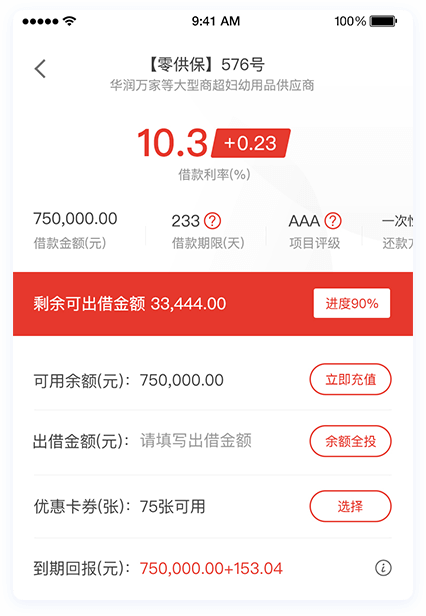 9:41 AM 100%
【零供保】576号
华润万家等大型商超妇幼用品供应商
10.3 +0.23
借款利率(%)
750,000.00 233 ? AAA ? 一次性
借款金额(元) 借款期限(天) 项目评级 还款方
剩余可出借金额 33,444.00 进度90%
可用余额(元): 750,000.00 立即充值
出借金额(元): 请填写出借金额 余额全投
优惠卡券(张): 75张可用 选择
到期回报(元): 750,000.00+153.04 i